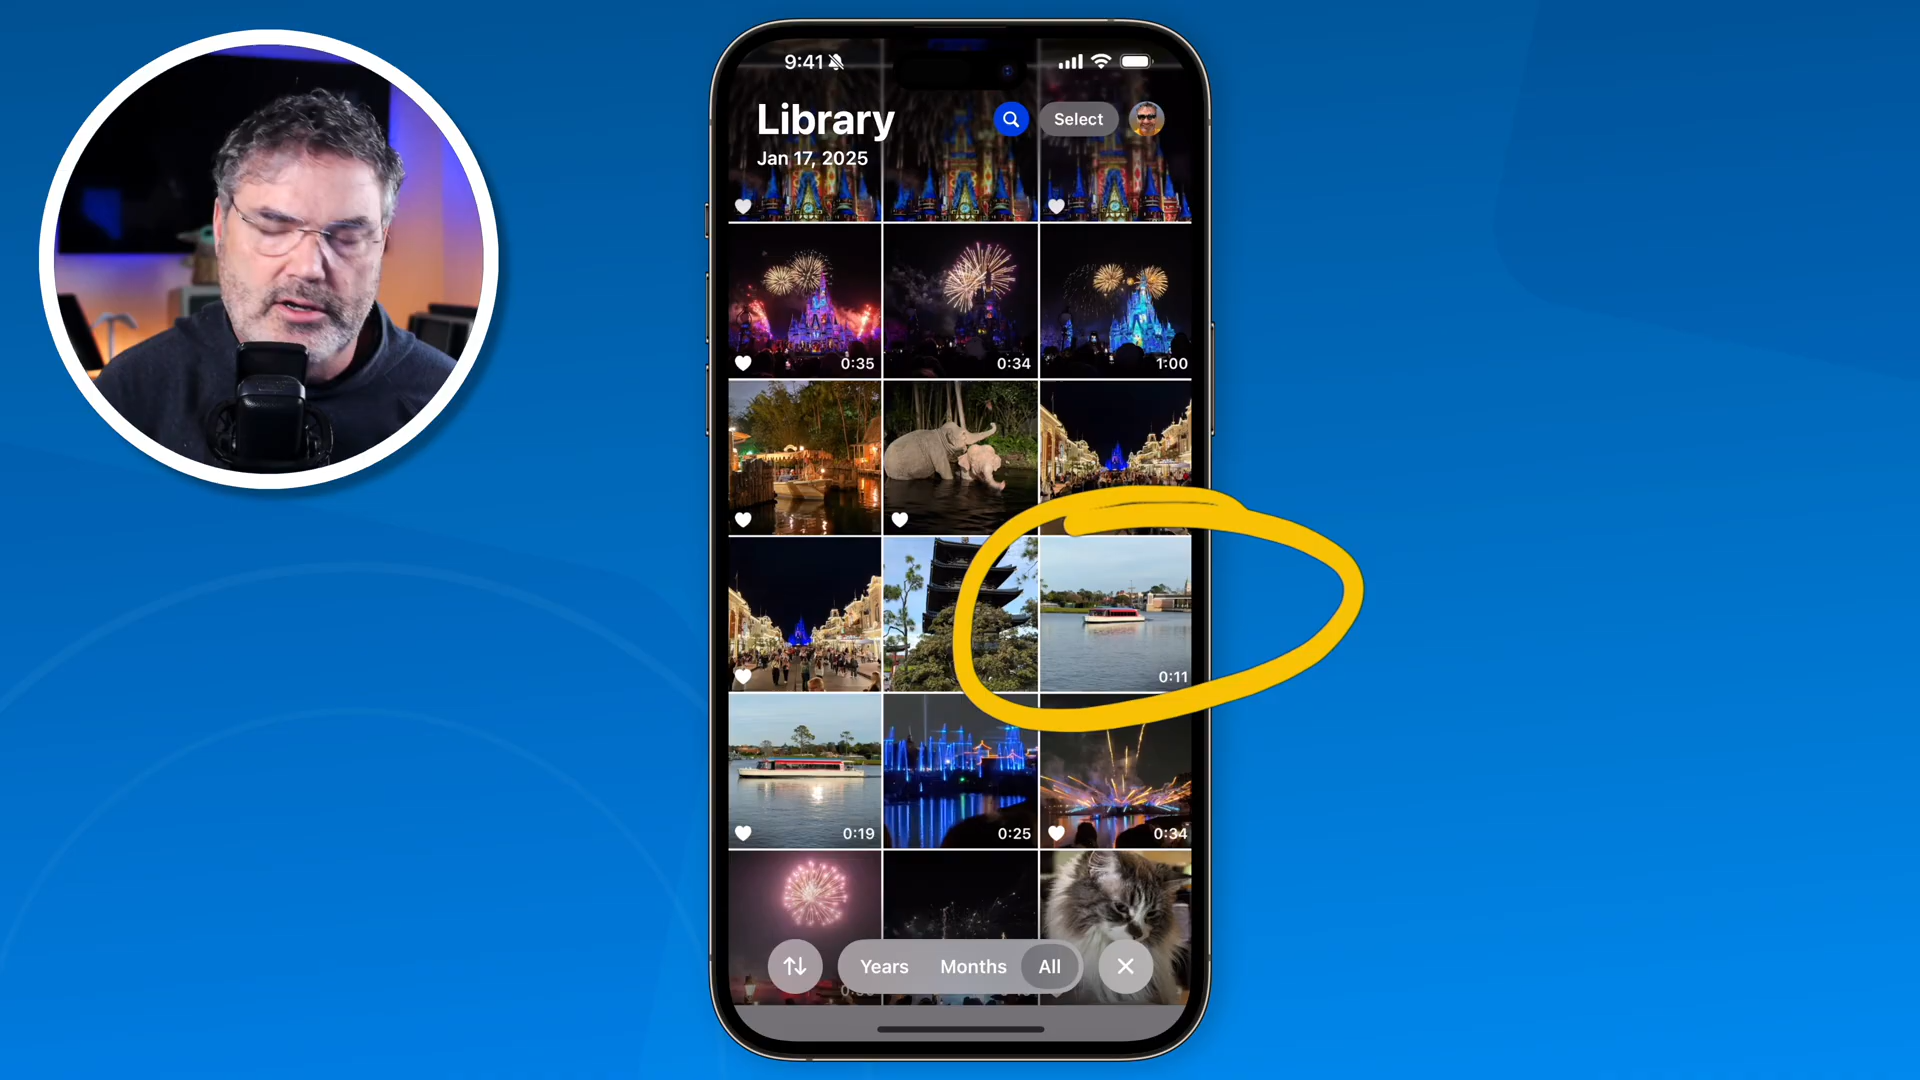 9:41
Library
Select
Jan 17, 2025
0:35
0:34
1:00
0:11
0:19
0:25
0:34
Years
Months
All